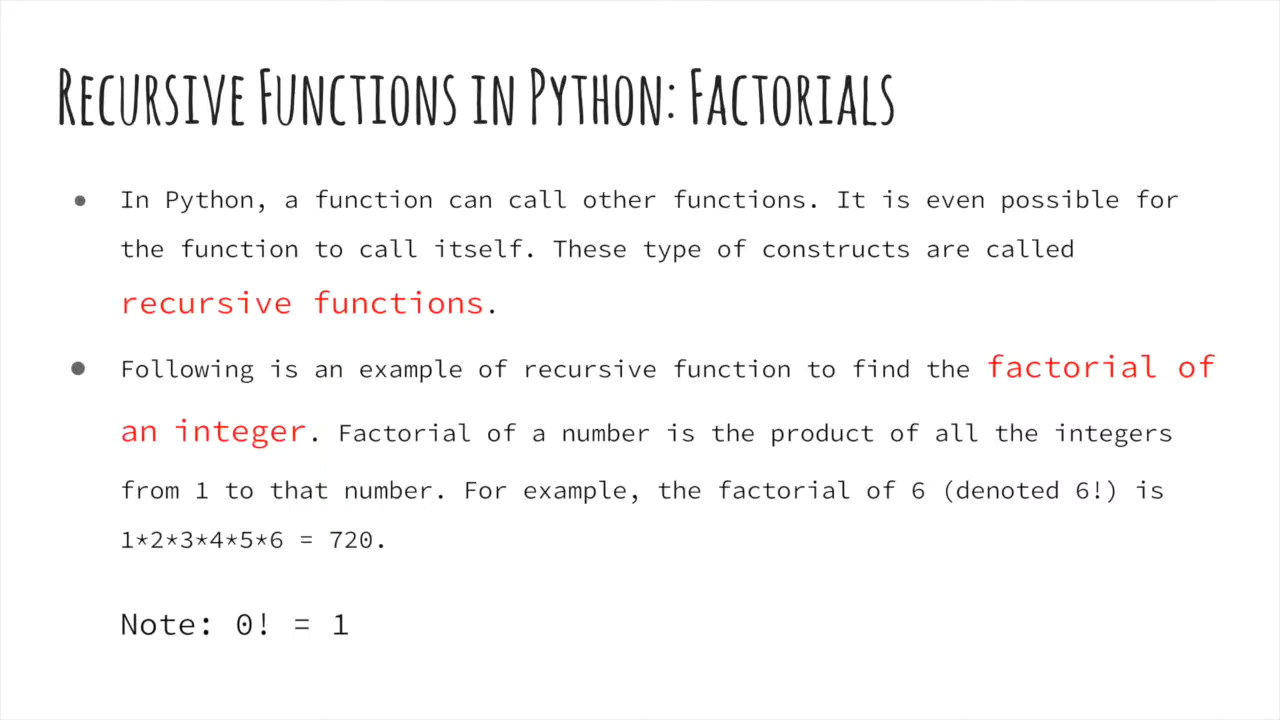 Recursive Functions in Python: Factorials
● In Python, a function can call other functions. It is even possible for
the function to call itself. These type of constructs are called
recursive functions.
● Following is an example of recursive function to find the factorial of
an integer. Factorial of a number is the product of all the integers
from 1 to that number. For example, the factorial of 6 (denoted 6!) is
1*2*3*4*5*6 = 720.
Note: 0! = 1